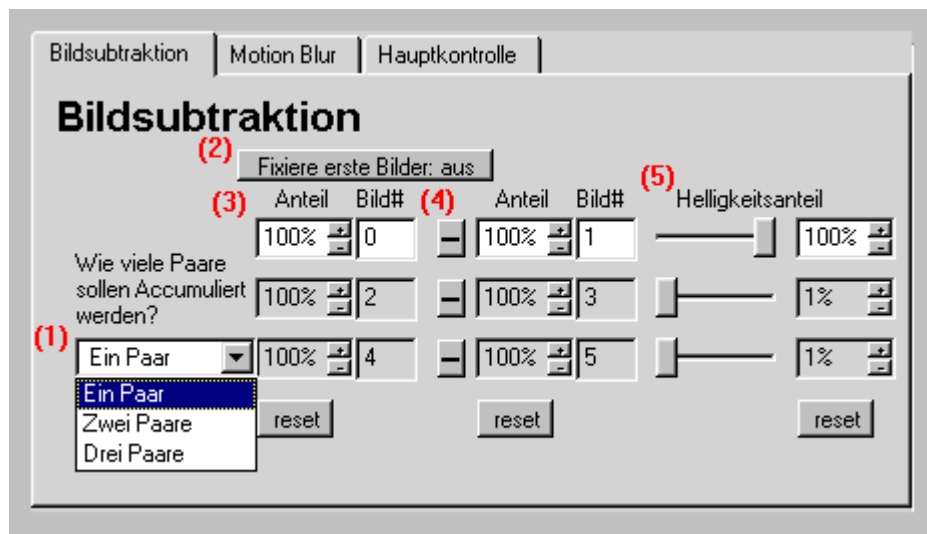 Bildsubtraktion Motion Blur Hauptkontrolle
Bildsubtraktion
(2) Fixiere erste Bilder: aus
(3) Anteil Bild# (4) Anteil Bild# (5) Helligkeitsanteil
100% + - 0 – 100% + - 1 100% + -
Wie viele Paare
sollen Accumuliert
werden?
100% + - 2 – 100% + - 3 1% + -
(1) Ein Paar 100% + - 4 – 100% + - 5 1% + -
Ein Paar
Zwei Paare
Drei Paare
reset reset reset